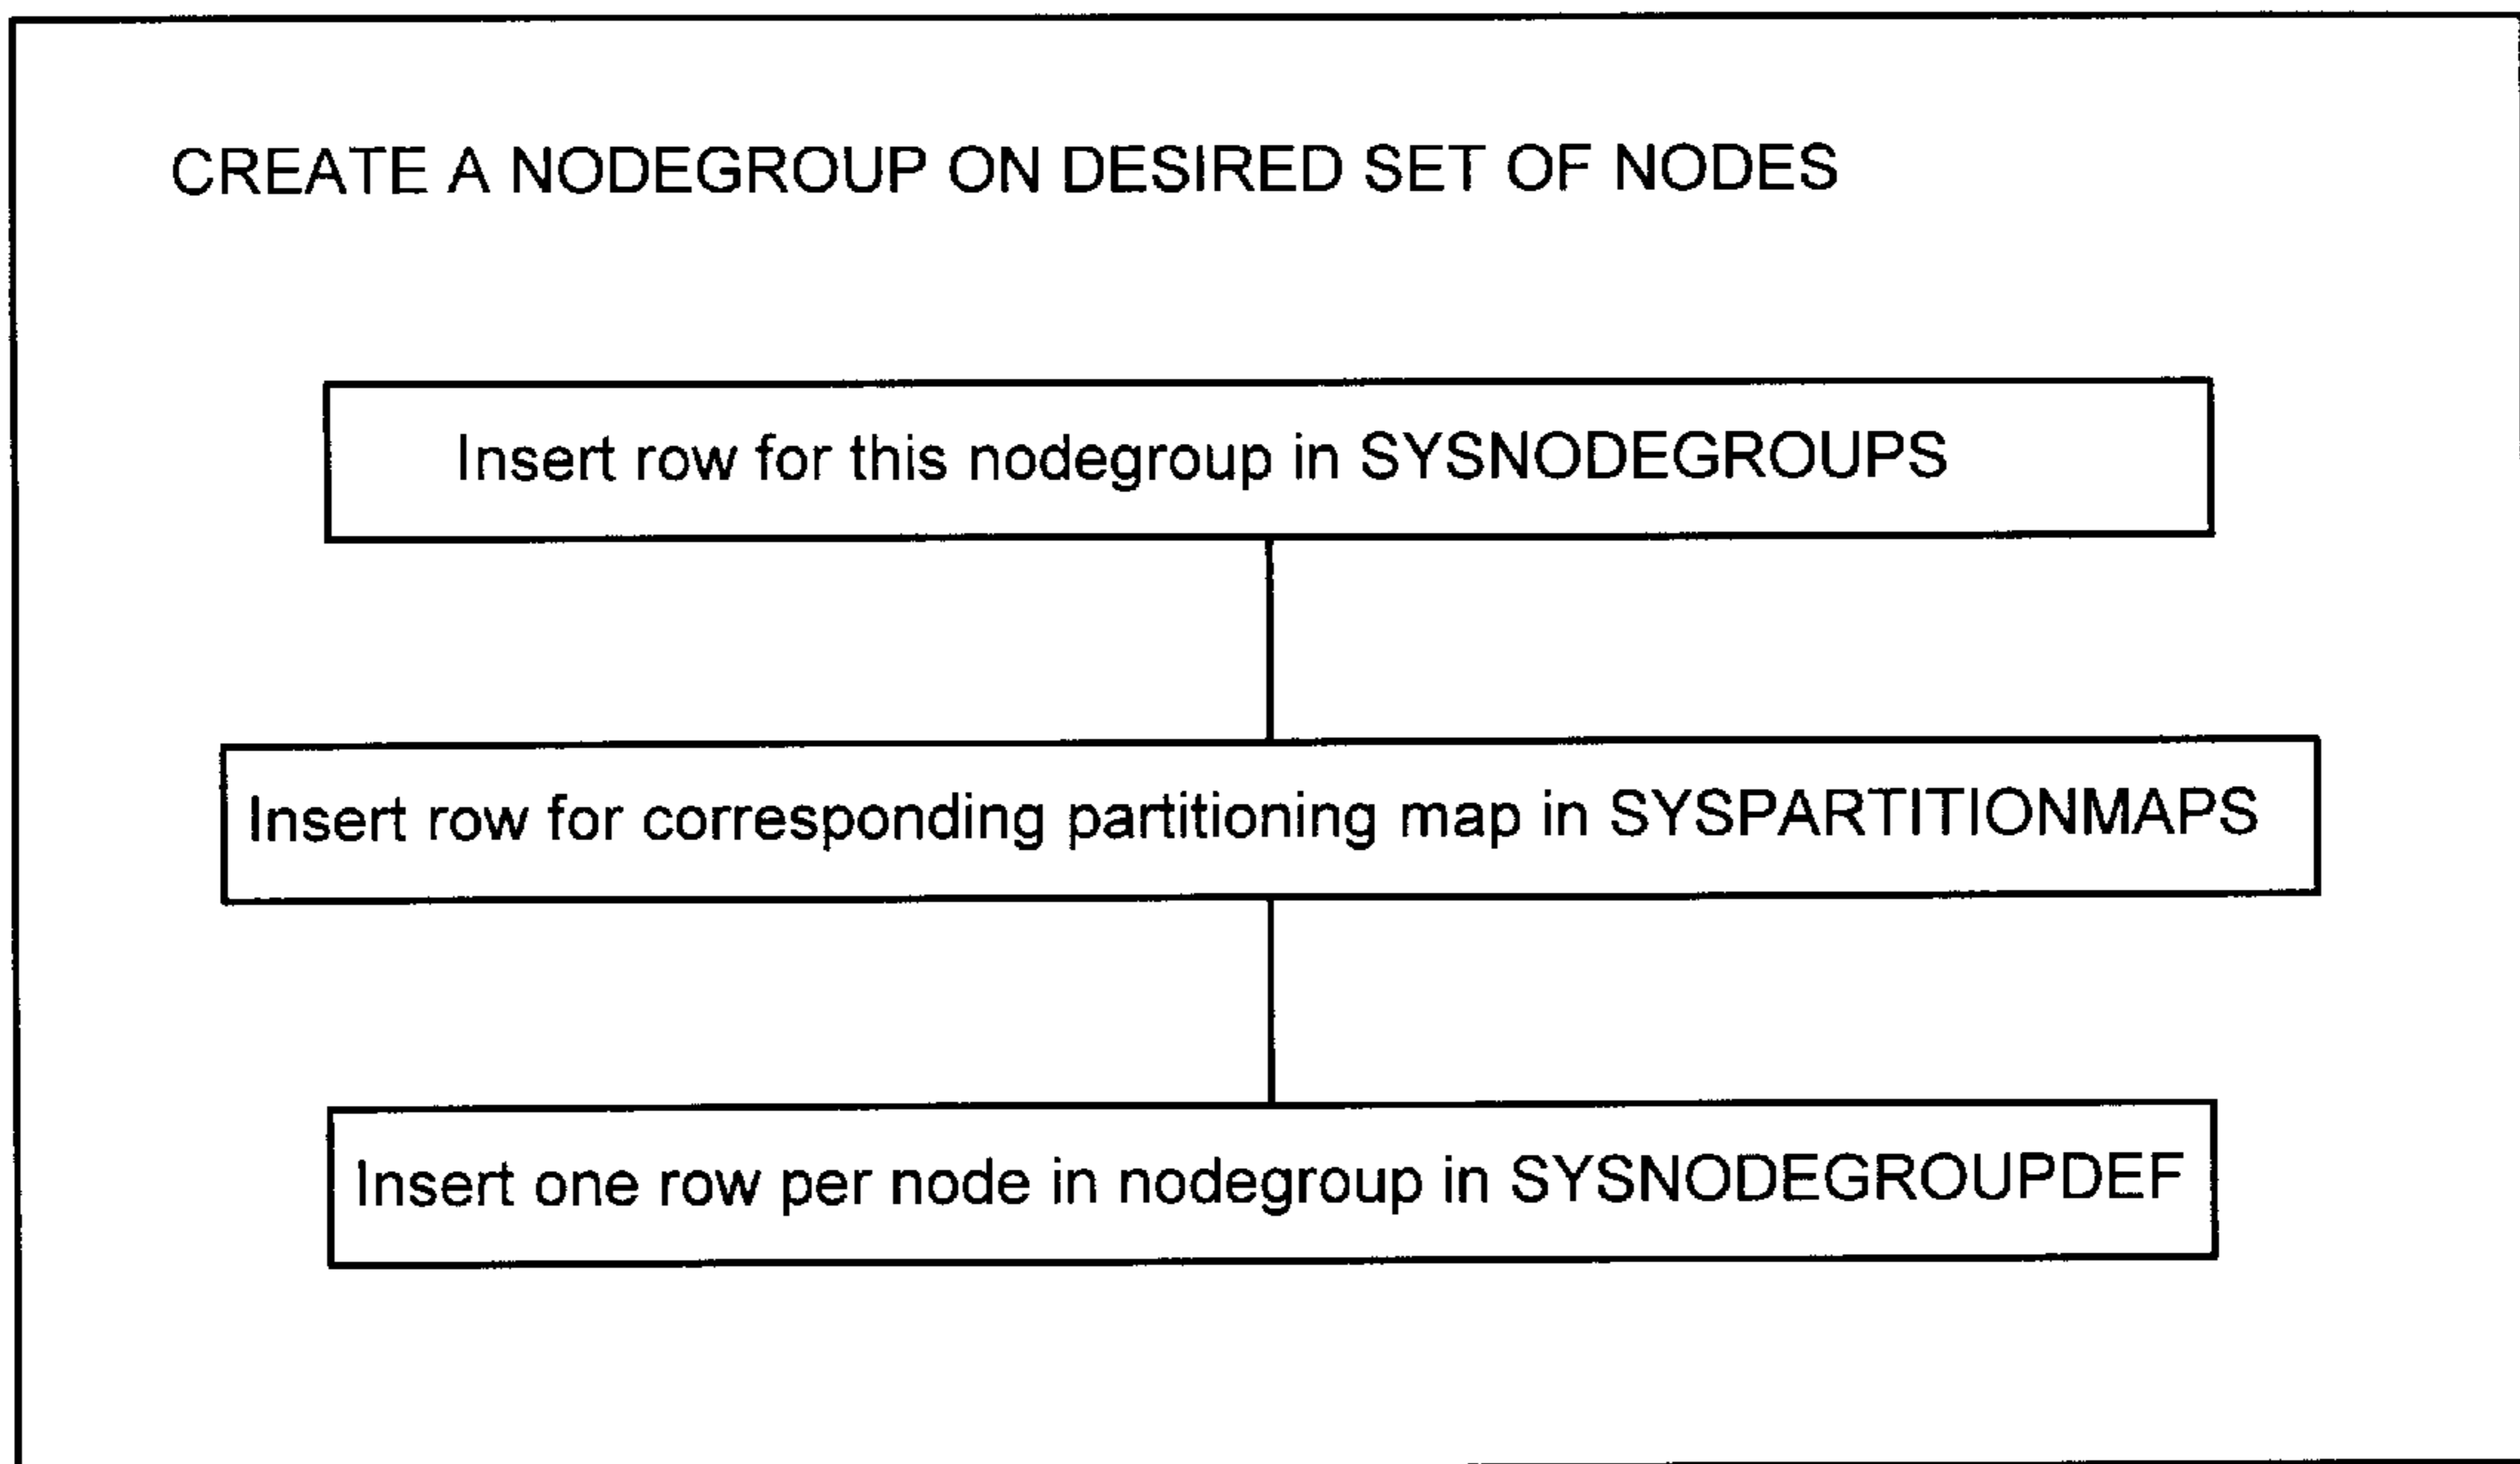 CREATE A NODEGROUP ON DESIRED SET OF NODES
Insert row for this nodegroup in SYSNODEGROUPS
Insert row for corresponding partitioning map in SYSPARTITIONMAPS
Insert one row per node in nodegroup in SYSNODEGROUPDEF